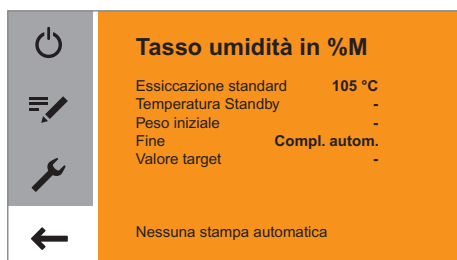 Tasso umidità in %M
Essiccazione standard 105 °C
Temperatura Standby -
Peso iniziale -
Fine Compl. autom.
Valore target -
Nessuna stampa automatica